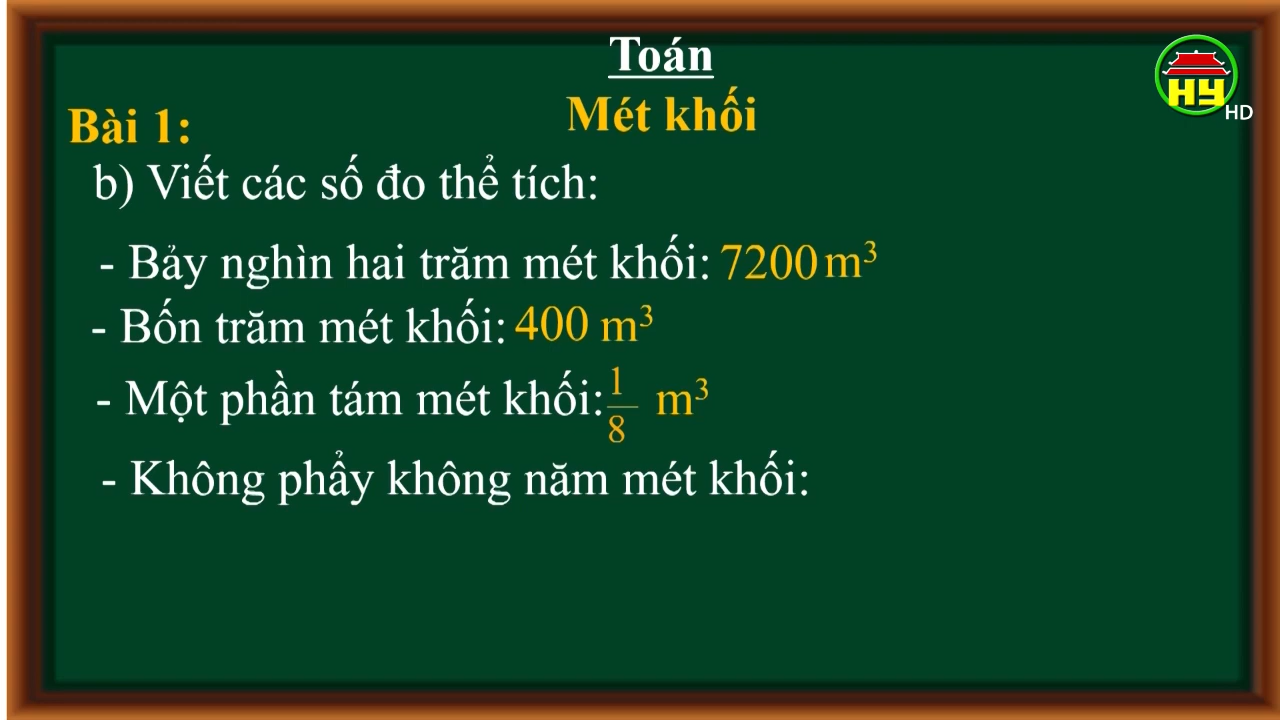 Toán
Mét khối
HY HD
Bài 1:
b) Viết các số đo thể tích:
- Bảy nghìn hai trăm mét khối: 7200 m³
- Bốn trăm mét khối: 400 m³
- Một phần tám mét khối: 1/8 m³
- Không phẩy không năm mét khối: